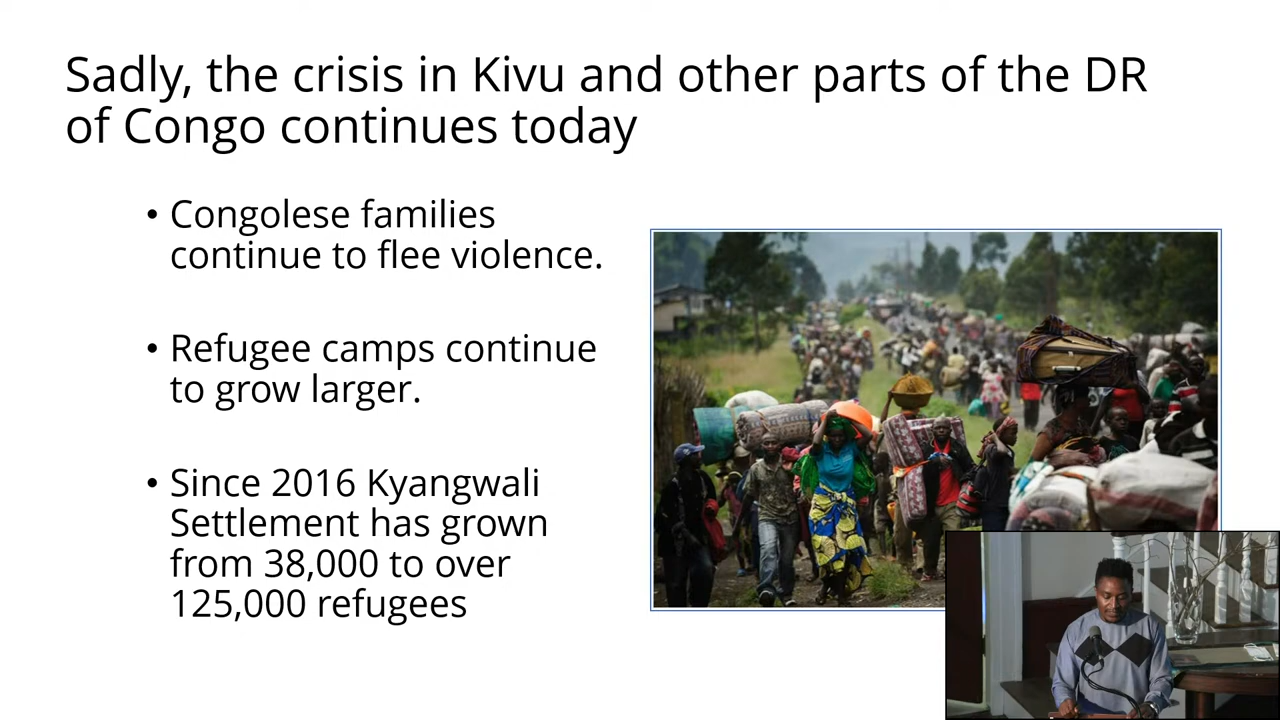 Sadly, the crisis in Kivu and other parts of the DR
of Congo continues today
• Congolese families
continue to flee violence.
• Refugee camps continue
to grow larger.
• Since 2016 Kyangwali
Settlement has grown
from 38,000 to over
125,000 refugees